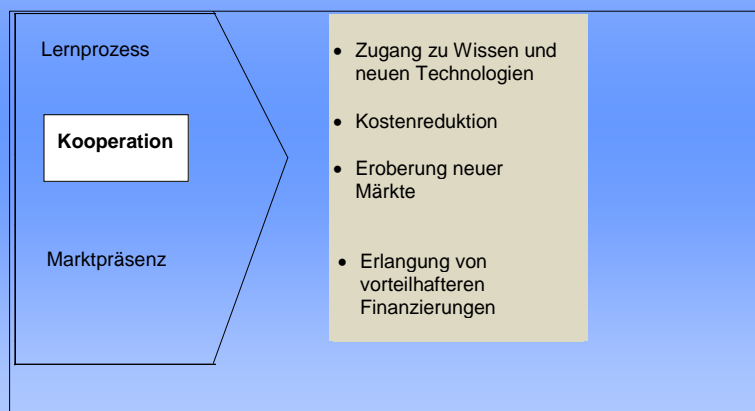 Lernprozess
Kooperation
Marktpräsenz
• Zugang zu Wissen und
neuen Technologien
• Kostenreduktion
• Eroberung neuer
Märkte
• Erlangung von
vorteilhafteren
Finanzierungen